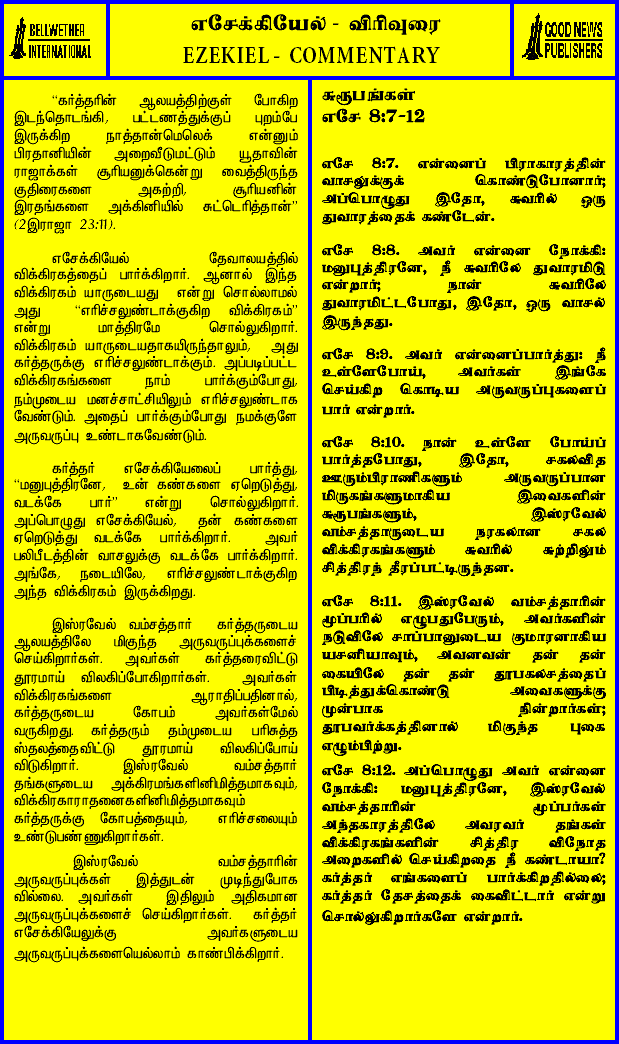 BELLWETHER
INTERNATIONAL
எசேக்கியேல் - விரிவுரை
EZEKIEL - COMMENTARY
GOOD NEWS
PUBLISHERS
"கர்த்தரின் ஆலயத்திற்குள் போகிற
இடந்தொடங்கி, பட்டணத்துக்குப் புறம்பே
இருக்கிற நாத்தான்மெலெக் என்னும்
பிரதானியின் அறைவீடுமட்டும் யூதாவின்
ராஜாக்கள் சூரியனுக்கென்று வைத்திருந்த
குதிரைகளை அகற்றி, சூரியனின்
இரதங்களை அக்கினியில் சுட்டெரித்தான்"
(2இராஜா 23:11).
எசேக்கியேல் தேவாலயத்தில்
விக்கிரகத்தைப் பார்க்கிறார். ஆனால் இந்த
விக்கிரகம் யாருடையது என்று சொல்லாமல்
அது "எரிச்சலுண்டாக்குகிற விக்கிரகம்"
என்று மாத்திரமே சொல்லுகிறார்.
விக்கிரகம் யாருடையதாகயிருந்தாலும், அது
கர்த்தருக்கு எரிச்சலுண்டாக்கும். அப்படிப்பட்ட
விக்கிரகங்களை நாம் பார்க்கும்போது,
நம்முடைய மனச்சாட்சியிலும் எரிச்சலுண்டாக
வேண்டும். அதைப் பார்க்கும்போது நமக்குளே
அருவருப்பு உண்டாகவேண்டும்.
கர்த்தர் எசேக்கியேலைப் பார்த்து,
"மனுபுத்திரனே, உன் கண்களை ஏறெடுத்து,
வடக்கே பார்" என்று சொல்லுகிறார்.
அப்பொழுது எசேக்கியேல், தன் கண்களை
ஏறெடுத்து வடக்கே பார்க்கிறார். அவர்
பலிபீடத்தின் வாசலுக்கு வடக்கே பார்க்கிறார்.
அங்கே, நடையிலே, எரிச்சலுண்டாக்குகிற
அந்த விக்கிரகம் இருக்கிறது.
இஸ்ரவேல் வம்சத்தார் கர்த்தருடைய
ஆலயத்திலே மிகுந்த அருவருப்புக்களைச்
செய்கிறார்கள். அவர்கள் கர்த்தரைவிட்டு
தூரமாய் விலகிப்போகிறார்கள். அவர்கள்
விக்கிரகங்களை ஆராதிப்பதினால்,
கர்த்தருடைய கோபம் அவர்கள்மேல்
வருகிறது. கர்த்தரும் தம்முடைய பரிசுத்த
ஸ்தலத்தைவிட்டு தூரமாய் விலகிப்போய்
விடுகிறார். இஸ்ரவேல் வம்சத்தார்
தங்களுடைய அக்கிரமங்களினிமித்தமாகவும்,
விக்கிரகாராதனைகளினிமித்தமாகவும்
கர்த்தருக்கு கோபத்தையும், எரிச்சலையும்
உண்டுபண்ணுகிறார்கள்.
இஸ்ரவேல் வம்சத்தாரின்
அருவருப்புக்கள் இத்துடன் முடிந்துபோக
வில்லை. அவர்கள் இதிலும் அதிகமான
அருவருப்புக்களைச் செய்கிறார்கள். கர்த்தர்
எசேக்கியேலுக்கு அவர்களுடைய
அருவருப்புக்களையெல்லாம் காண்பிக்கிறார்.
சுரூபங்கள்
எசே 8:7-12
எசே 8:7. என்னைப் பிராகாரத்தின்
வாசலுக்குக் கொண்டுபோனார்;
அப்பொழுது இதோ, சுவரில் ஒரு
துவாரத்தைக் கண்டேன்.
எசே 8:8. அவர் என்னை நோக்கி:
மனுபுத்திரனே, நீ சுவரிலே துவாரமிடு
என்றார்; நான் சுவரிலே
துவாரமிட்டபோது, இதோ, ஒரு வாசல்
இருந்தது.
எசே 8:9. அவர் என்னைப்பார்த்து: நீ
உள்ளேபோய், அவர்கள் இங்கே
செய்கிற கொடிய அருவருப்புகளைப்
பார் என்றார்.
எசே 8:10. நான் உள்ளே போய்ப்
பார்த்தபோது, இதோ, சகலவித
ஊரும்பிராணிகளும் அருவருப்பான
மிருகங்களுமாகிய இவைகளின்
சுரூபங்களும், இஸ்ரவேல்
வம்சத்தாருடைய நரகலான சகல
விக்கிரகங்களும் சுவரில் சுற்றிலும்
சித்திரந் தீரப்பட்டிருந்தன.
எசே 8:11. இஸ்ரவேல் வம்சத்தாரின்
மூப்பரில் எழுபதுபேரும், அவர்களின்
நடுவிலே சாப்பானுடைய குமாரனாகிய
யசனியாவும், அவனவன் தன் தன்
கையிலே தன் தன் தூபகலசத்தைப்
பிடித்துக்கொண்டு அவைகளுக்கு
முன்பாக நின்றார்கள்;
தூபவர்க்கத்தினால் மிகுந்த புகை
எழும்பிற்று.
எசே 8:12. அப்பொழுது அவர் என்னை
நோக்கி: மனுபுத்திரனே, இஸ்ரவேல்
வம்சத்தாரின் மூப்பர்கள்
அந்தகாரத்திலே அவரவர் தங்கள்
விக்கிரகங்களின் சித்திர விநோத
அறைகளில் செய்கிறதை நீ கண்டாயா?
கர்த்தர் எங்களைப் பார்க்கிறதில்லை;
கர்த்தர் தேசத்தைக் கைவிட்டார் என்று
சொல்லுகிறார்களே என்றார்.